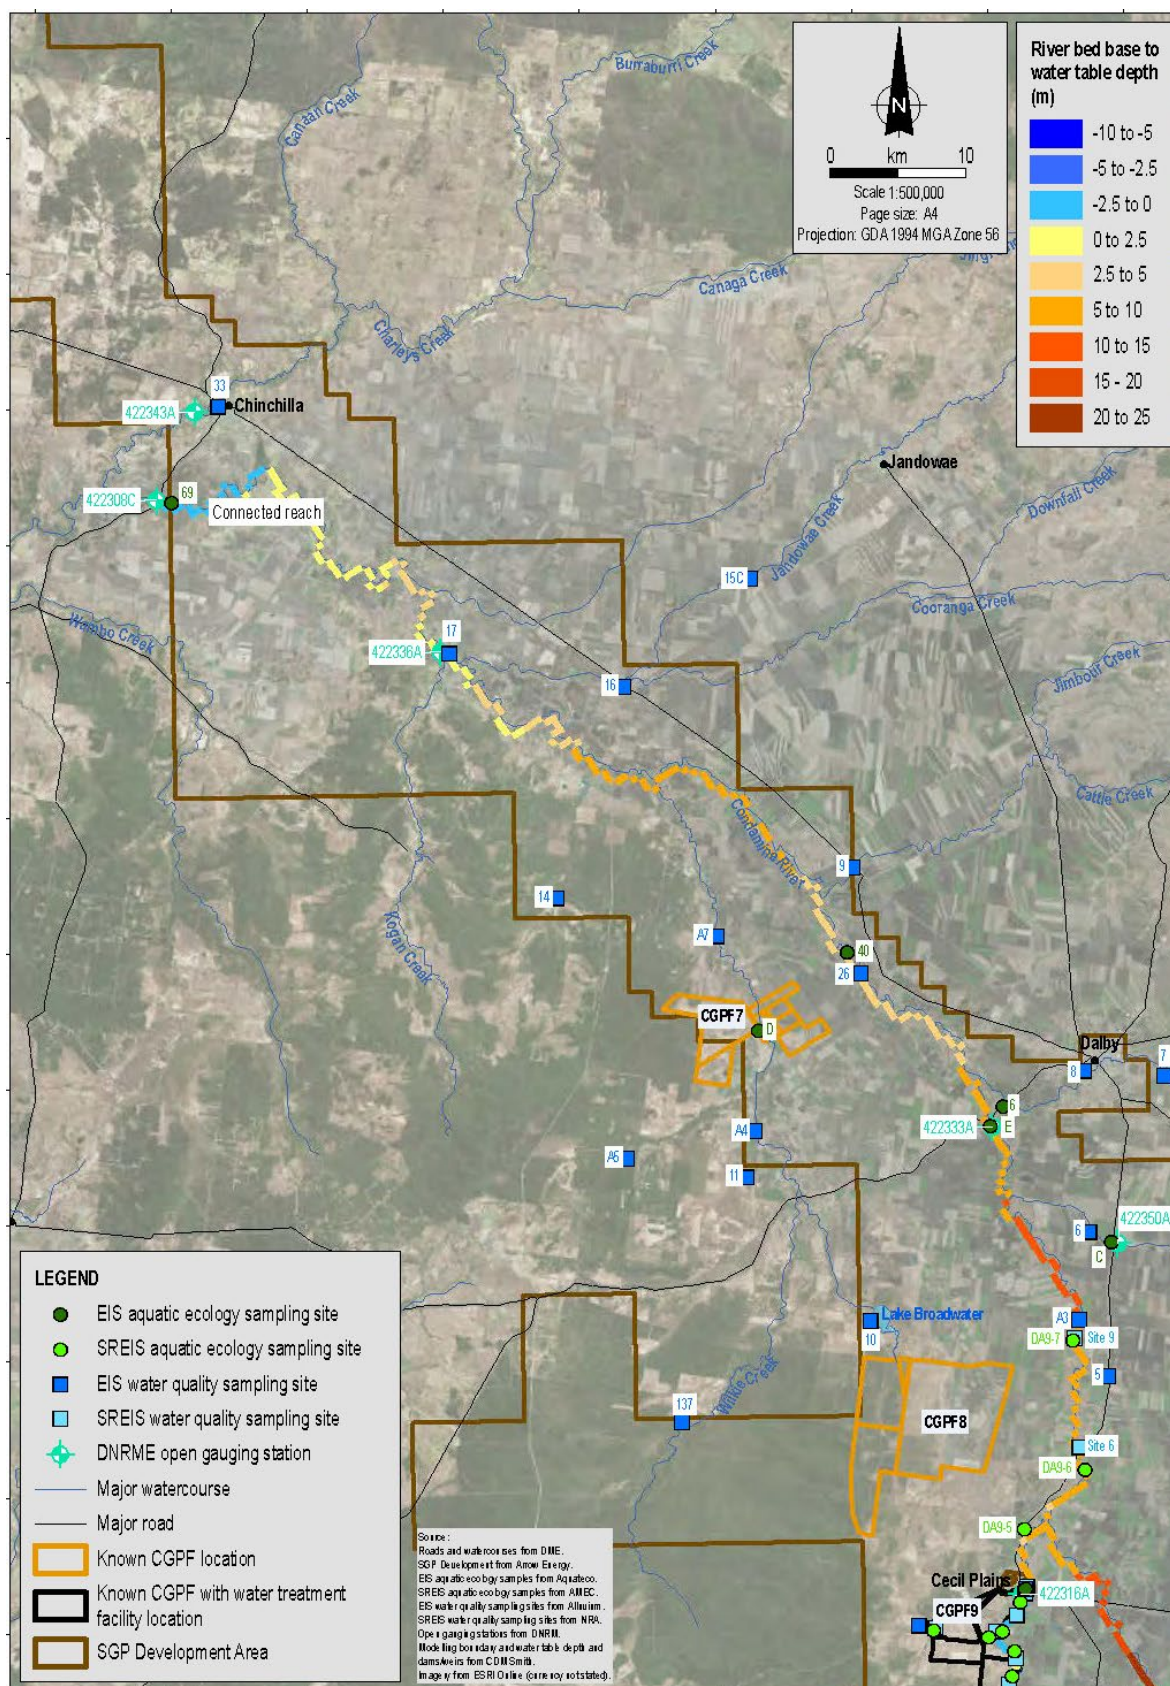 Burraburri Creek
Canaan Creek
Canaga Creek
Charleys Creek
N
0 km 10
Scale 1:500,000
Page size: A4
Projection: GDA 1994 MGA Zone 56
River bed base to
water table depth
(m)
-10 to -5
-5 to -2.5
-2.5 to 0
0 to 2.5
2.5 to 5
5 to 10
10 to 15
15 - 20
20 to 25
33
Chinchilla
422343A
422308C
69
Connected reach
Jandowae
Downfall Creek
Jandowae Creek
15C
Cooranga Creek
Wambo Creek
17
422336A
16
Jimbour Creek
Cattle Creek
Condamine River
9
14
Kogan Creek
A7
40
26
CGPF7
D
Dalby
7
8
6
E
422333A
A4
A5
11
422350A
6
C
A3
Lake Broadwater
10
DA9-7
Site 9
5
Wilkie Creek
137
CGPF8
Site 6
DA9-6
DA9-5
Cecil Plains
422316A
CGPF9
LEGEND
EIS aquatic ecology sampling site
SREIS aquatic ecology sampling site
EIS water quality sampling site
SREIS water quality sampling site
DNRME open gauging station
Major watercourse
Major road
Known CGPF location
Known CGPF with water treatment
facility location
SGP Development Area
Source:
Roads and watercourses from DME.
SGP Development from Arrow Energy.
EIS aquatic ecology samples from Aquateco.
SREIS aquatic ecology samples from AMEC.
EIS water quality sampling sites from Alluium.
SREIS water quality sampling sites from NRA.
Open gauging stations from DNRM.
Modelling boundary and water table depth and
dams/weirs from CDM Smith.
Imagery from ESRI Online (currency not stated).